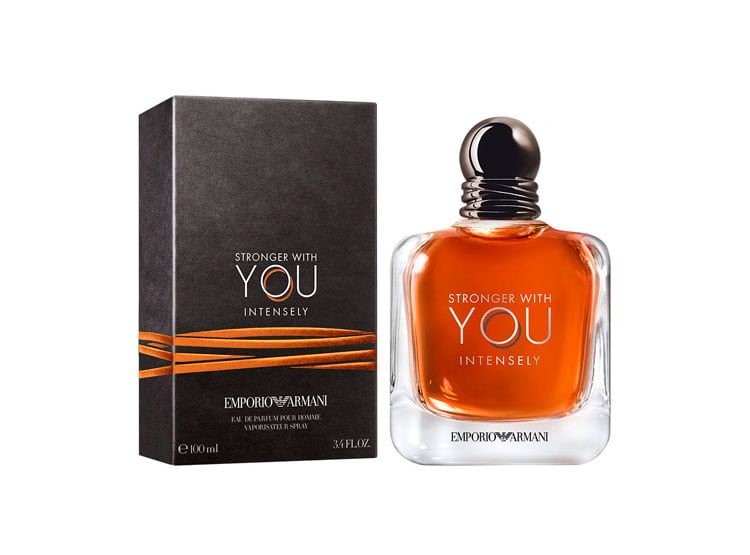 STRONGER WITH
YOU
INTENSELY
EMPORIO ARMANI
EAU DE PARFUM POUR HOMME
VAPORISATEUR SPRAY
℮100 ml
3.4 FL.OZ.
STRONGER WITH
YOU
INTENSELY
EMPORIO ARMANI